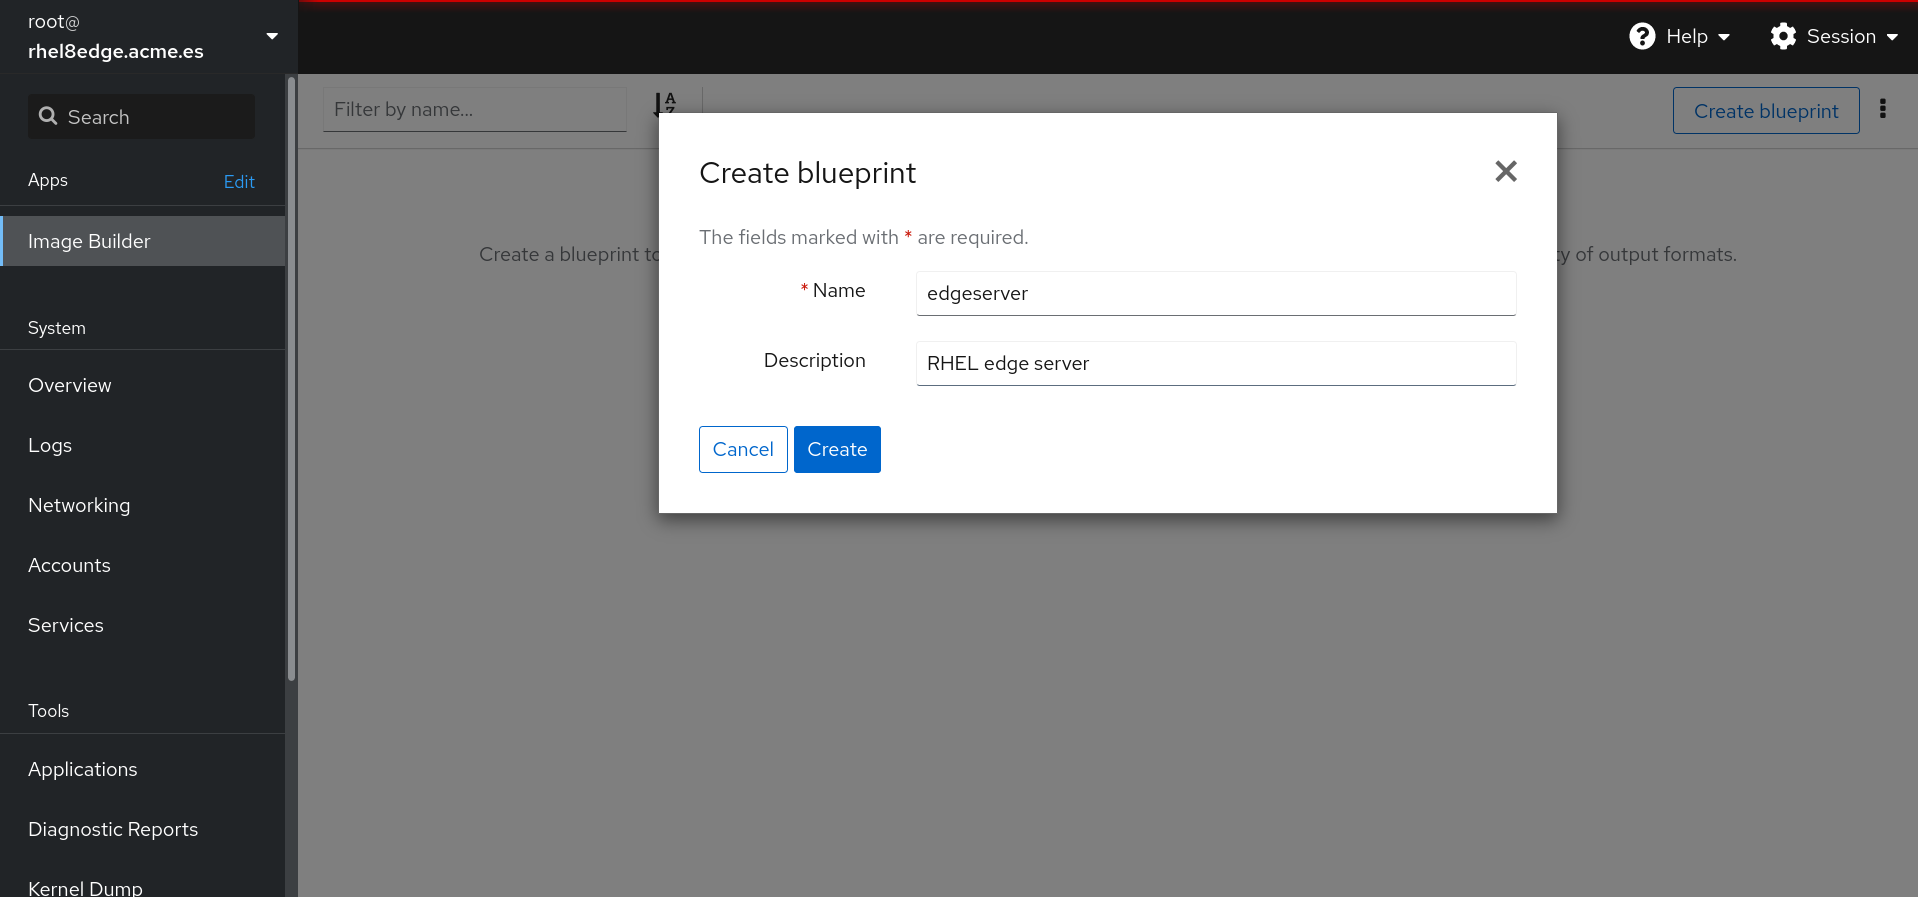 root@
rhel8edge.acme.es
Help
Session
Search
Apps
Edit
Image Builder
System
Overview
Logs
Networking
Accounts
Services
Tools
Applications
Diagnostic Reports
Kernel Dump
Filter by name...
Create blueprint
Create a blueprint
of output formats.
Create blueprint
The fields marked with * are required.
* Name
edgeserver
Description
RHEL edge server
Cancel
Create